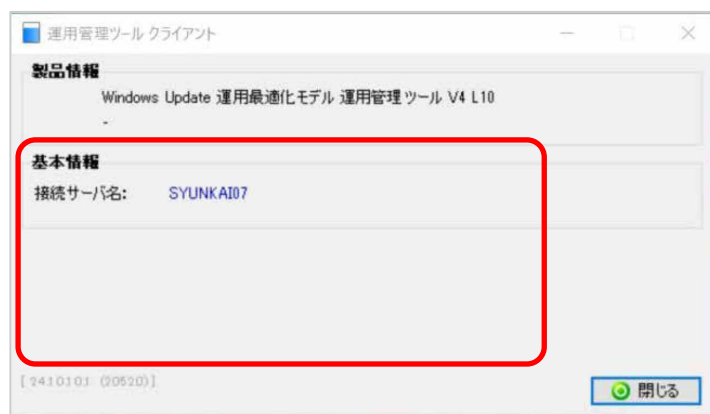 運用管理ツール クライアント
製品情報
Windows Update 運用最適化モデル 運用管理ツール V4 L10
-
基本情報
接続サーバ名: SYUNKAI07
[ 2410101 (20520)]
閉じる